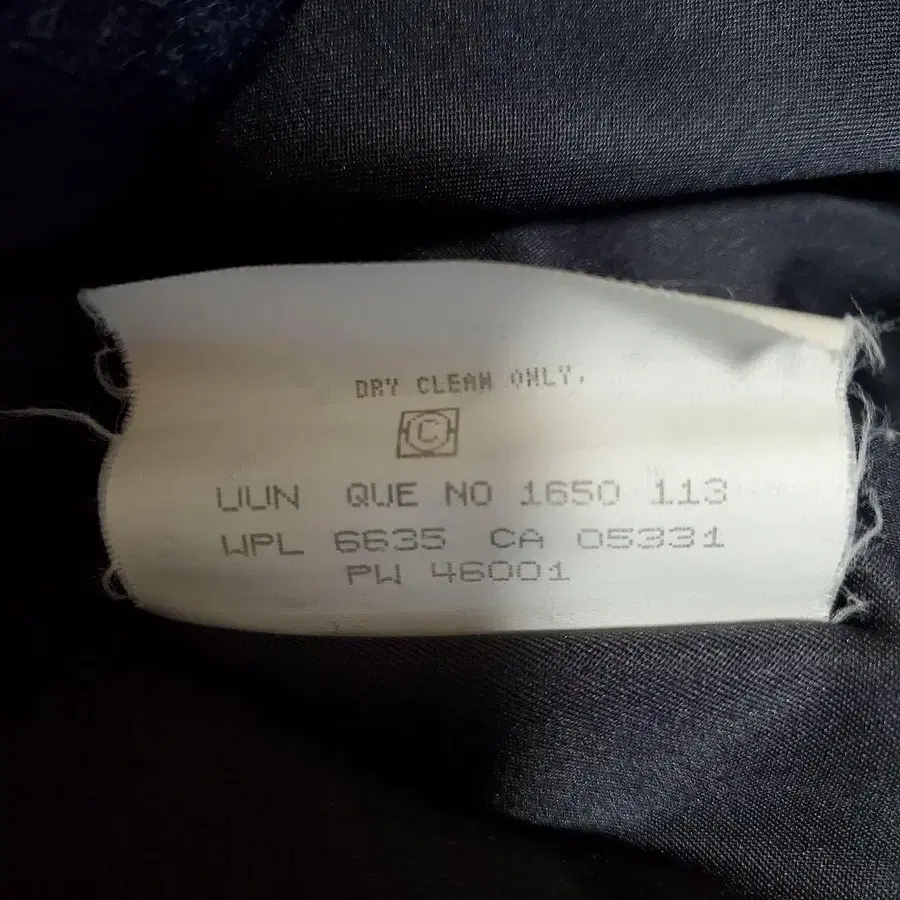 DRY CLEAN ONLY.
C
UUN QUE NO 1650 113
WPL 6635 CA 05331
PW 46001